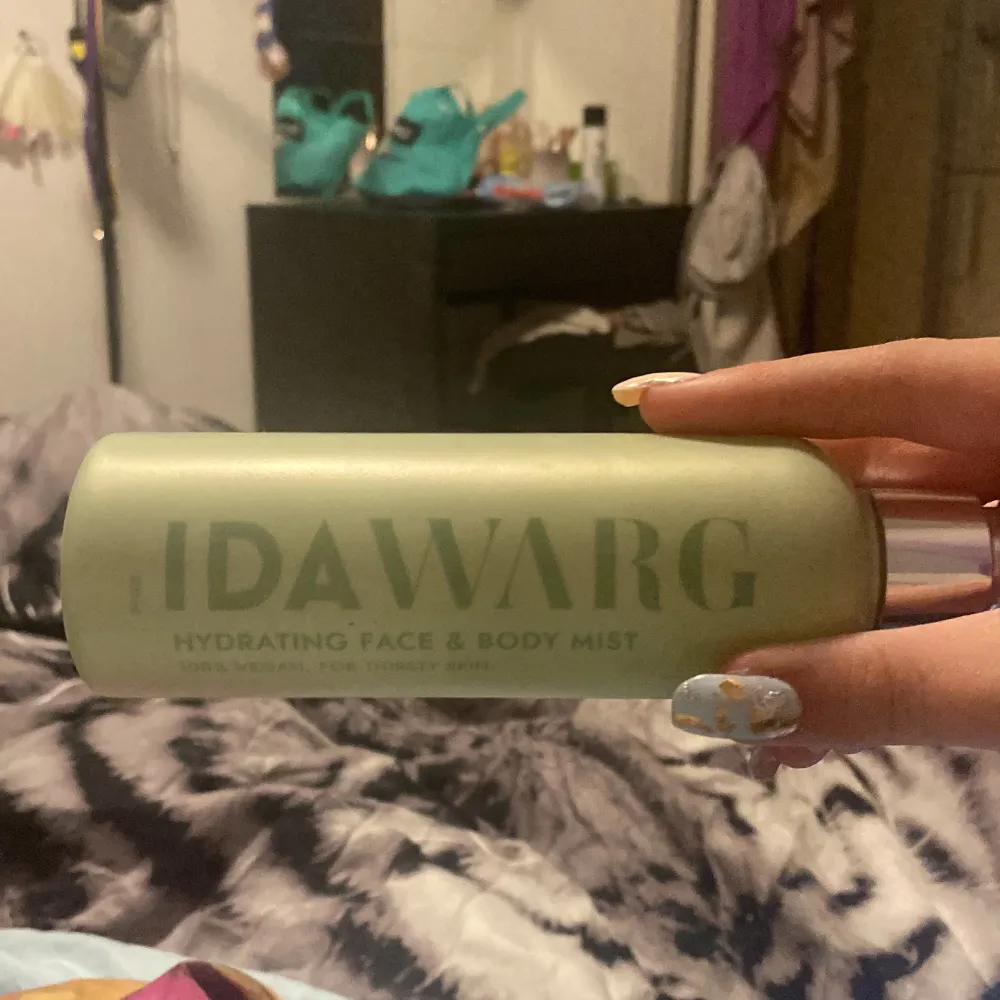 IDAWARG
HYDRATING FACE & BODY MIST
100% VEGAN. FOR THIRSTY SKIN.